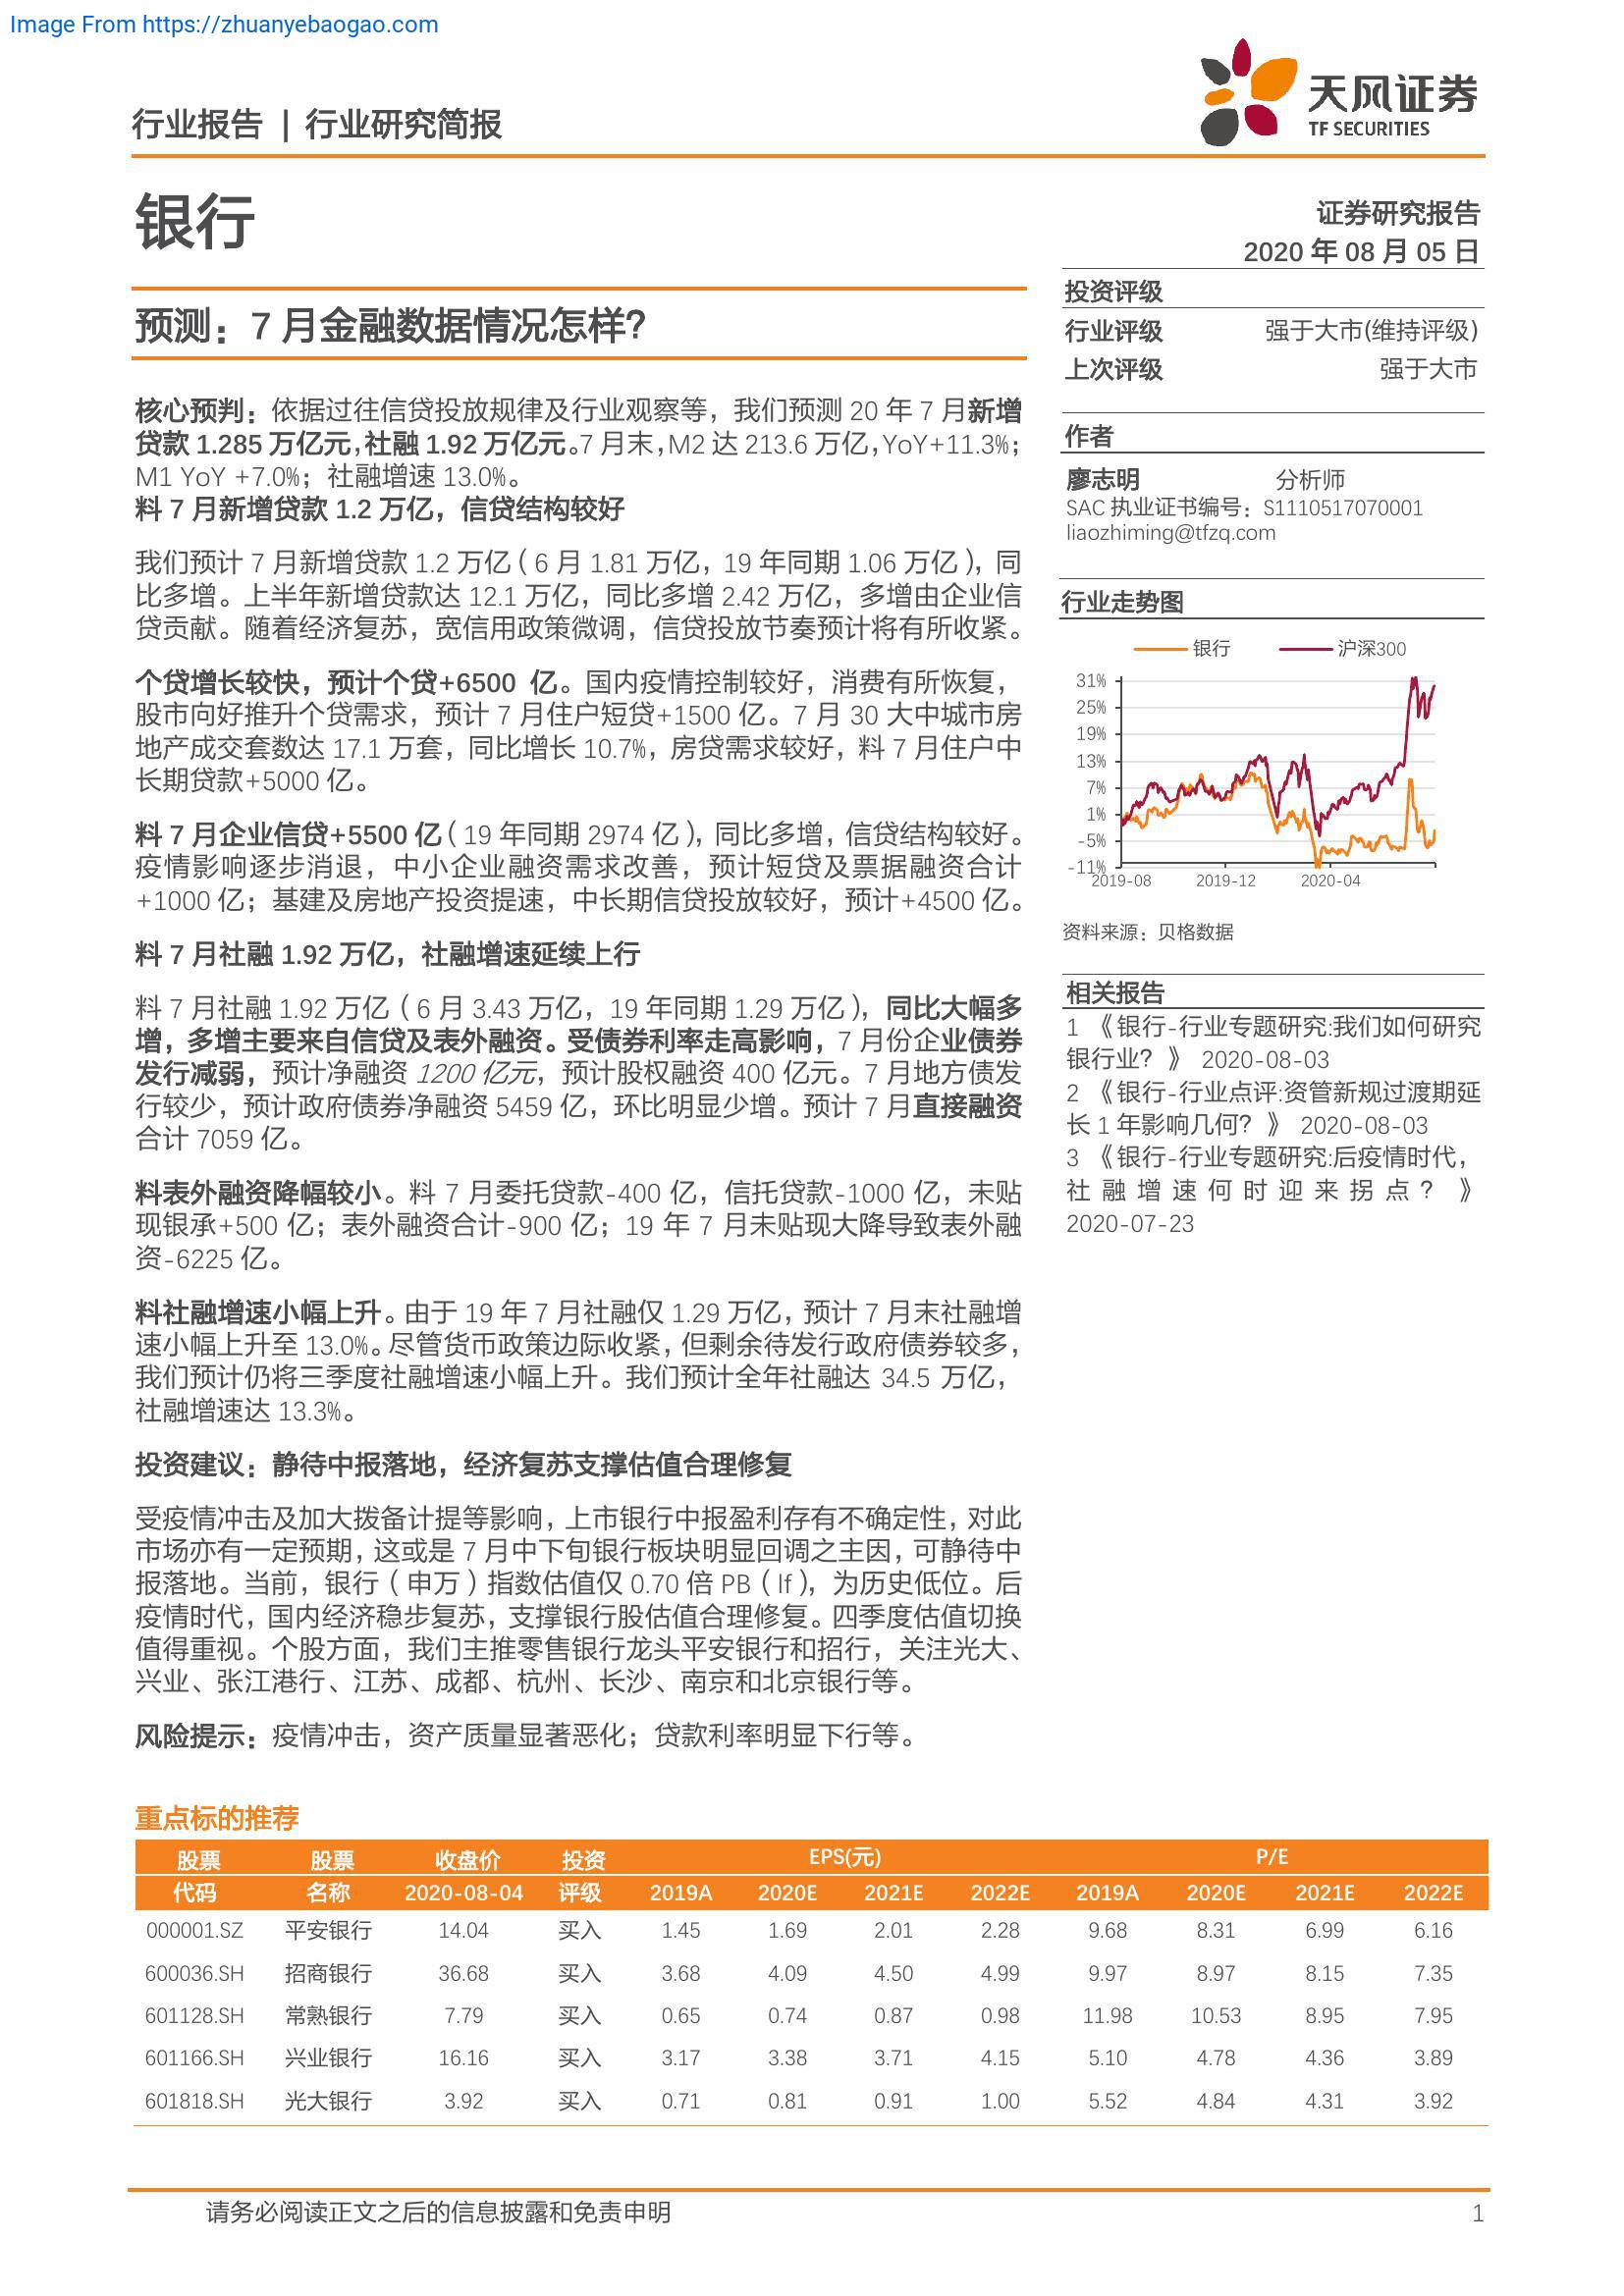 Image From https://zhuanyebaogao.com
天风证券
TF SECURITIES
行业报告 | 行业研究简报
银行
证券研究报告
2020 年 08 月 05 日
预测：7 月金融数据情况怎样？
核心预判：依据过往信贷投放规律及行业观察等，我们预测 20 年 7 月新增
贷款 1.285 万亿元，社融 1.92 万亿元。7 月末，M2 达 213.6 万亿，YoY+11.3%；
M1 YoY +7.0%；社融增速 13.0%。
料 7 月新增贷款 1.2 万亿，信贷结构较好
我们预计 7 月新增贷款 1.2 万亿（6 月 1.81 万亿，19 年同期 1.06 万亿），同
比多增。上半年新增贷款达 12.1 万亿，同比多增 2.42 万亿，多增由企业信
贷贡献。随着经济复苏，宽信用政策微调，信贷投放节奏预计将有所收紧。
个贷增长较快，预计个贷+6500 亿。国内疫情控制较好，消费有所恢复，
股市向好推升个贷需求，预计 7 月住户短贷+1500 亿。7 月 30 大中城市房
地产成交套数达 17.1 万套，同比增长 10.7%，房贷需求较好，料 7 月住户中
长期贷款+5000 亿。
料 7 月企业信贷+5500 亿（19 年同期 2974 亿），同比多增，信贷结构较好。
疫情影响逐步消退，中小企业融资需求改善，预计短贷及票据融资合计
+1000 亿；基建及房地产投资提速，中长期信贷投放较好，预计+4500 亿。
料 7 月社融 1.92 万亿，社融增速延续上行
料 7 月社融 1.92 万亿（6 月 3.43 万亿，19 年同期 1.29 万亿），同比大幅多
增，多增主要来自信贷及表外融资。受债券利率走高影响，7 月份企业债券
发行减弱，预计净融资 1200 亿元，预计股权融资 400 亿元。7 月地方债发
行较少，预计政府债券净融资 5459 亿，环比明显少增。预计 7 月直接融资
合计 7059 亿。
料表外融资降幅较小。料 7 月委托贷款-400 亿，信托贷款-1000 亿，未贴
现银承+500 亿；表外融资合计-900 亿；19 年 7 月未贴现大降导致表外融
资-6225 亿。
料社融增速小幅上升。由于 19 年 7 月社融仅 1.29 万亿，预计 7 月末社融增
速小幅上升至 13.0%。尽管货币政策边际收紧，但剩余待发行政府债券较多，
我们预计仍将三季度社融增速小幅上升。我们预计全年社融达 34.5 万亿，
社融增速达 13.3%。
投资建议：静待中报落地，经济复苏支撑估值合理修复
受疫情冲击及加大拨备计提等影响，上市银行中报盈利存有不确定性，对此
市场亦有一定预期，这或是 7 月中下旬银行板块明显回调之主因，可静待中
报落地。当前，银行（申万）指数估值仅 0.70 倍 PB（lf），为历史低位。后
疫情时代，国内经济稳步复苏，支撑银行股估值合理修复。四季度估值切换
值得重视。个股方面，我们主推零售银行龙头平安银行和招行，关注光大、
兴业、张江港行、江苏、成都、杭州、长沙、南京和北京银行等。
风险提示：疫情冲击，资产质量显著恶化；贷款利率明显下行等。
投资评级
行业评级 强于大市(维持评级)
上次评级 强于大市
作者
廖志明 分析师
SAC 执业证书编号：S1110517070001
liaozhiming@tfzq.com
行业走势图
银行 沪深300
31%
25%
19%
13%
7%
1%
-5%
-11%
2019-08 2019-12 2020-04
资料来源：贝格数据
相关报告
1 《银行-行业专题研究:我们如何研究
银行业？》 2020-08-03
2 《银行-行业点评:资管新规过渡期延
长 1 年影响几何？》 2020-08-03
3 《银行-行业专题研究:后疫情时代，
社融增速何时迎来拐点？》
2020-07-23
重点标的推荐
股票 股票 收盘价 投资 EPS(元) P/E
代码 名称 2020-08-04 评级 2019A 2020E 2021E 2022E 2019A 2020E 2021E 2022E
000001.SZ 平安银行 14.04 买入 1.45 1.69 2.01 2.28 9.68 8.31 6.99 6.16
600036.SH 招商银行 36.68 买入 3.68 4.09 4.50 4.99 9.97 8.97 8.15 7.35
601128.SH 常熟银行 7.79 买入 0.65 0.74 0.87 0.98 11.98 10.53 8.95 7.95
601166.SH 兴业银行 16.16 买入 3.17 3.38 3.71 4.15 5.10 4.78 4.36 3.89
601818.SH 光大银行 3.92 买入 0.71 0.81 0.91 1.00 5.52 4.84 4.31 3.92
请务必阅读正文之后的信息披露和免责申明 1